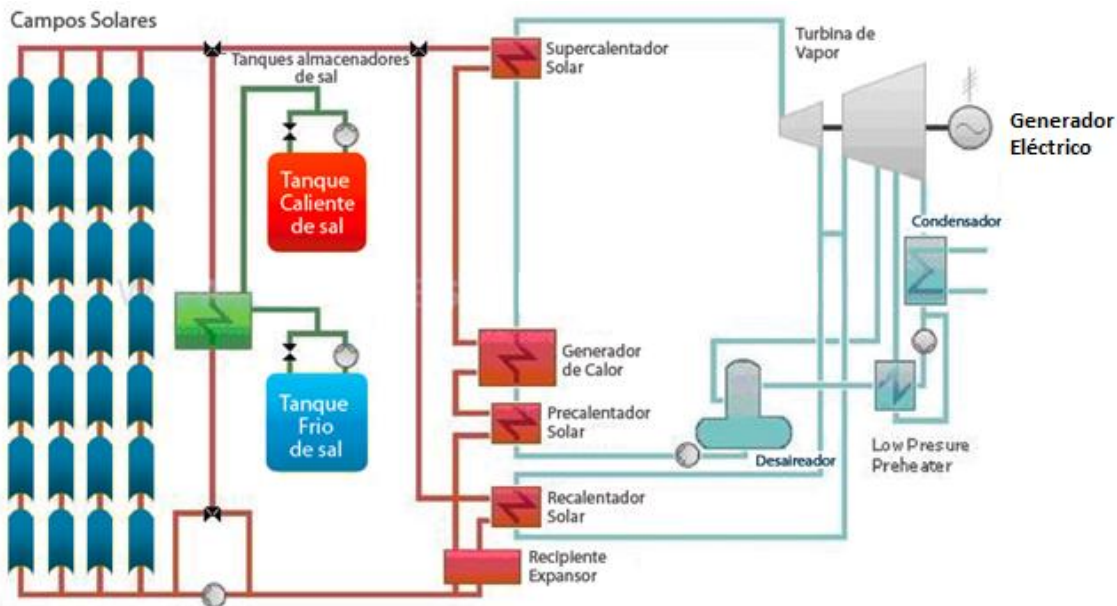 Campos Solares
Tanques almacenadores
de sal
Tanque
Caliente
de sal
Tanque
Frio
de sal
Supercalentador
Solar
Generador
de Calor
Precalentador
Solar
Recalentador
Solar
Recipiente
Expansor
Turbina de
Vapor
Generador
Eléctrico
Condensador
Desaireador
Low Presure
Preheater